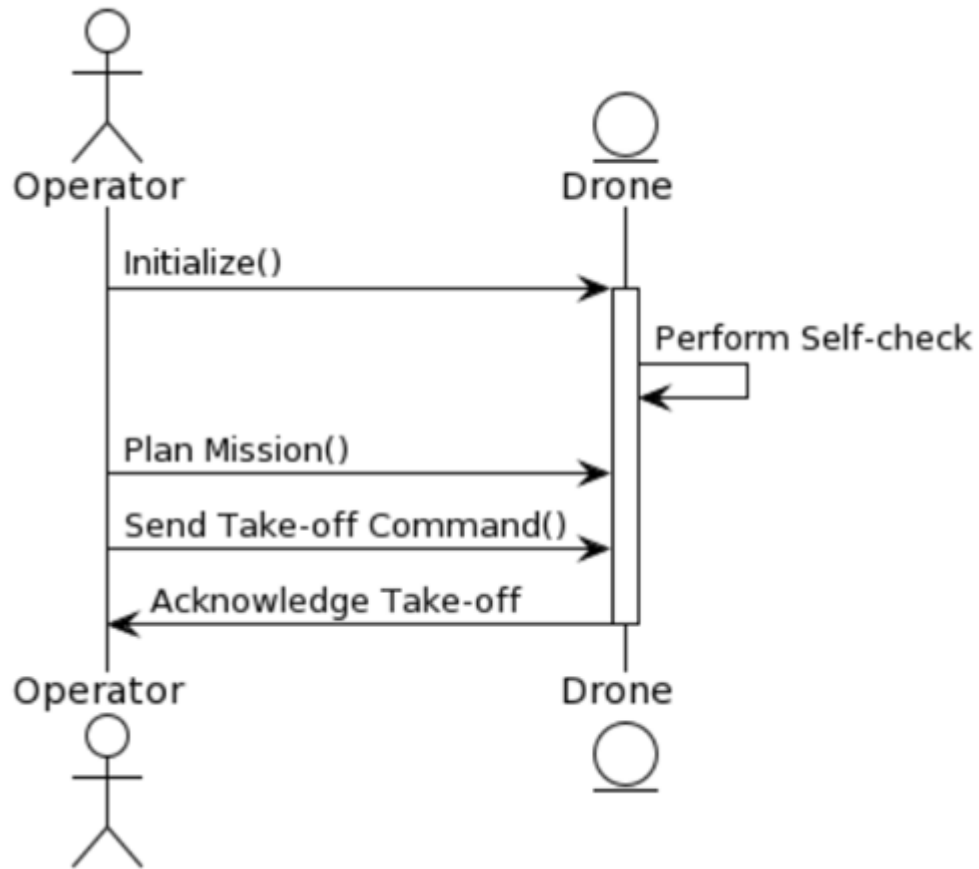 Operator
Drone
Initialize()
Perform Self-check
Plan Mission()
Send Take-off Command()
Acknowledge Take-off
Operator
Drone